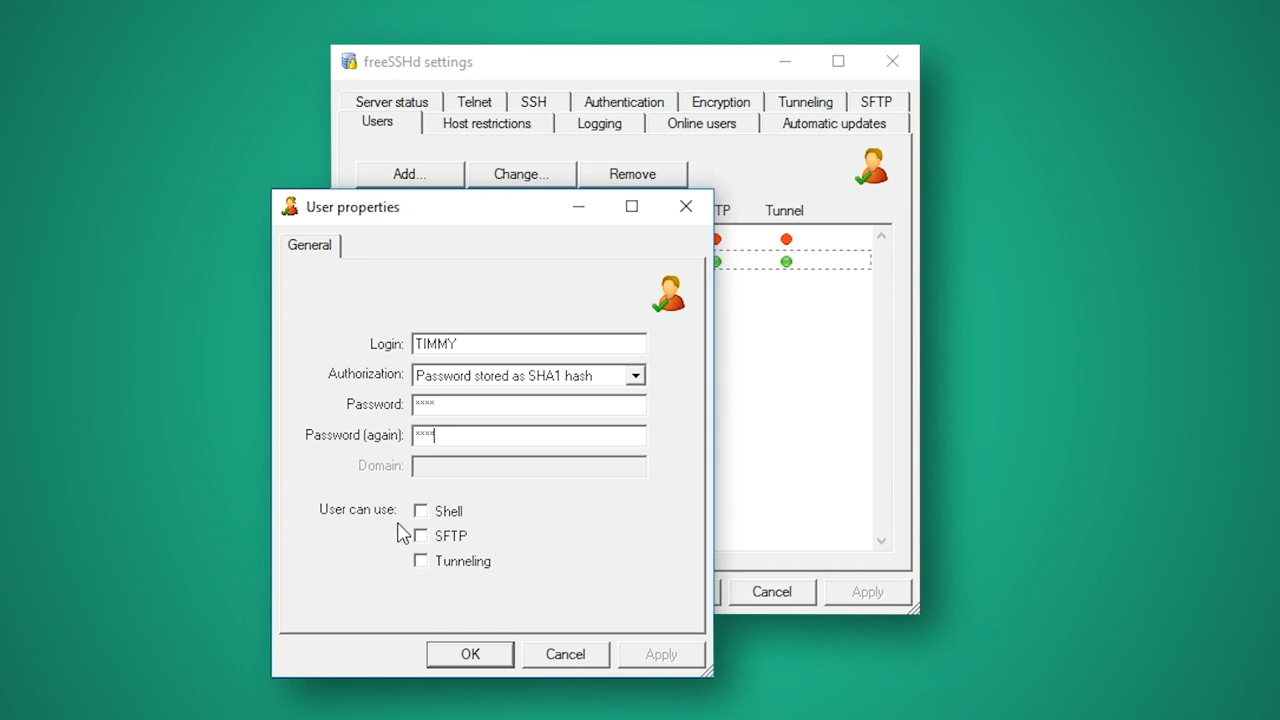 freeSSHd settings
Server status Telnet SSH Authentication Encryption Tunneling SFTP
Users Host restrictions Logging Online users Automatic updates
Add... Change... Remove
User properties
TP Tunnel
General
Login: TIMMY
Authorization: Password stored as SHA1 hash
Password: ****
Password (again): ****
Domain:
User can use: Shell
SFTP
Tunneling
Cancel Apply
OK Cancel Apply